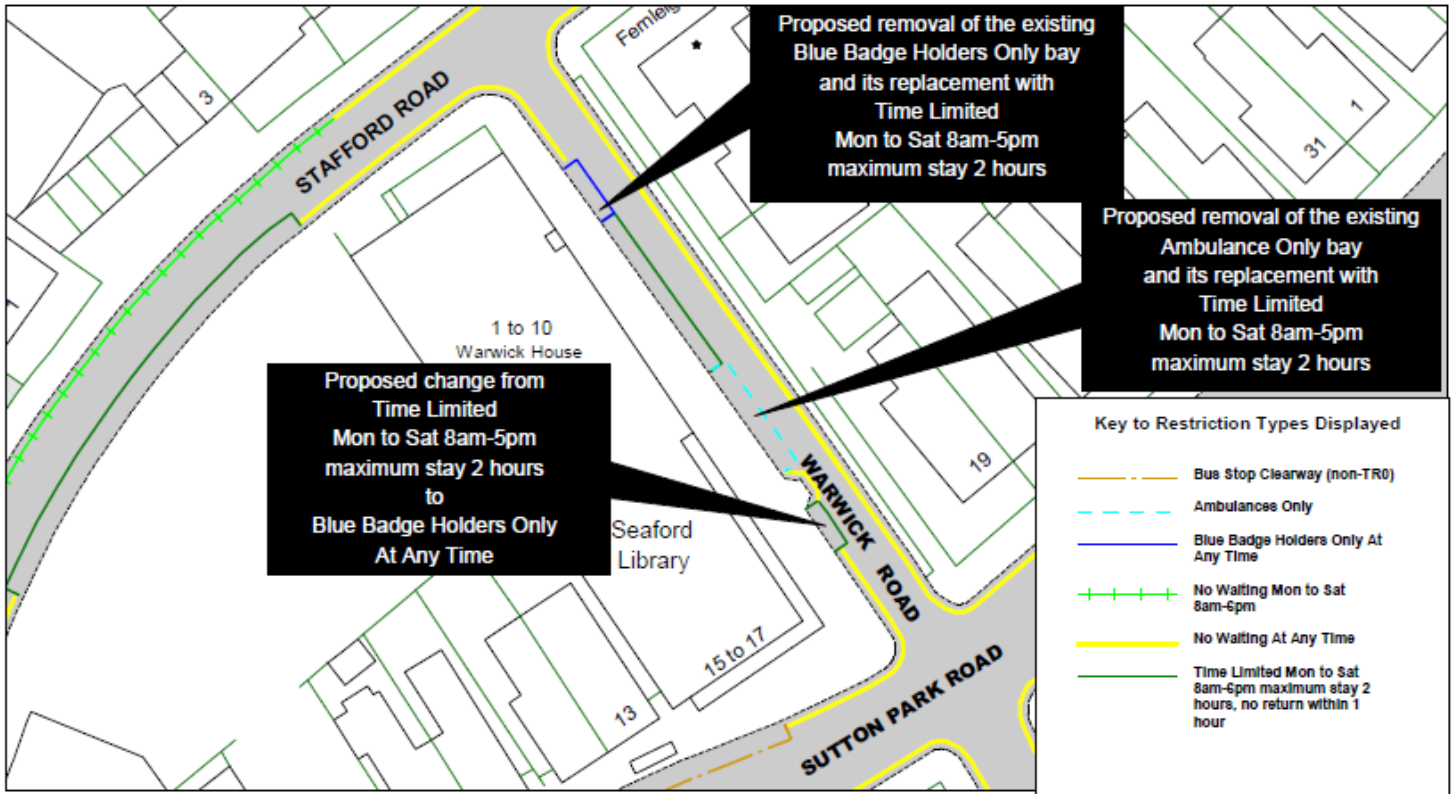 Fernleigh
3
STAFFORD ROAD
Proposed removal of the existing
Blue Badge Holders Only bay
and its replacement with
Time Limited
Mon to Sat 8am-5pm
maximum stay 2 hours
1
31
Proposed removal of the existing
Ambulance Only bay
and its replacement with
Time Limited
Mon to Sat 8am-5pm
maximum stay 2 hours
1
1 to 10
Warwick House
Proposed change from
Time Limited
Mon to Sat 8am-5pm
maximum stay 2 hours
to
Blue Badge Holders Only
At Any Time
Seaford
Library
19
WARWICK ROAD
15 to 17
13
SUTTON PARK ROAD
Key to Restriction Types Displayed
Bus Stop Clearway (non-TR0)
Ambulances Only
Blue Badge Holders Only At
Any Time
No Waiting Mon to Sat
8am-6pm
No Waiting At Any Time
Time Limited Mon to Sat
8am-6pm maximum stay 2
hours, no return within 1
hour